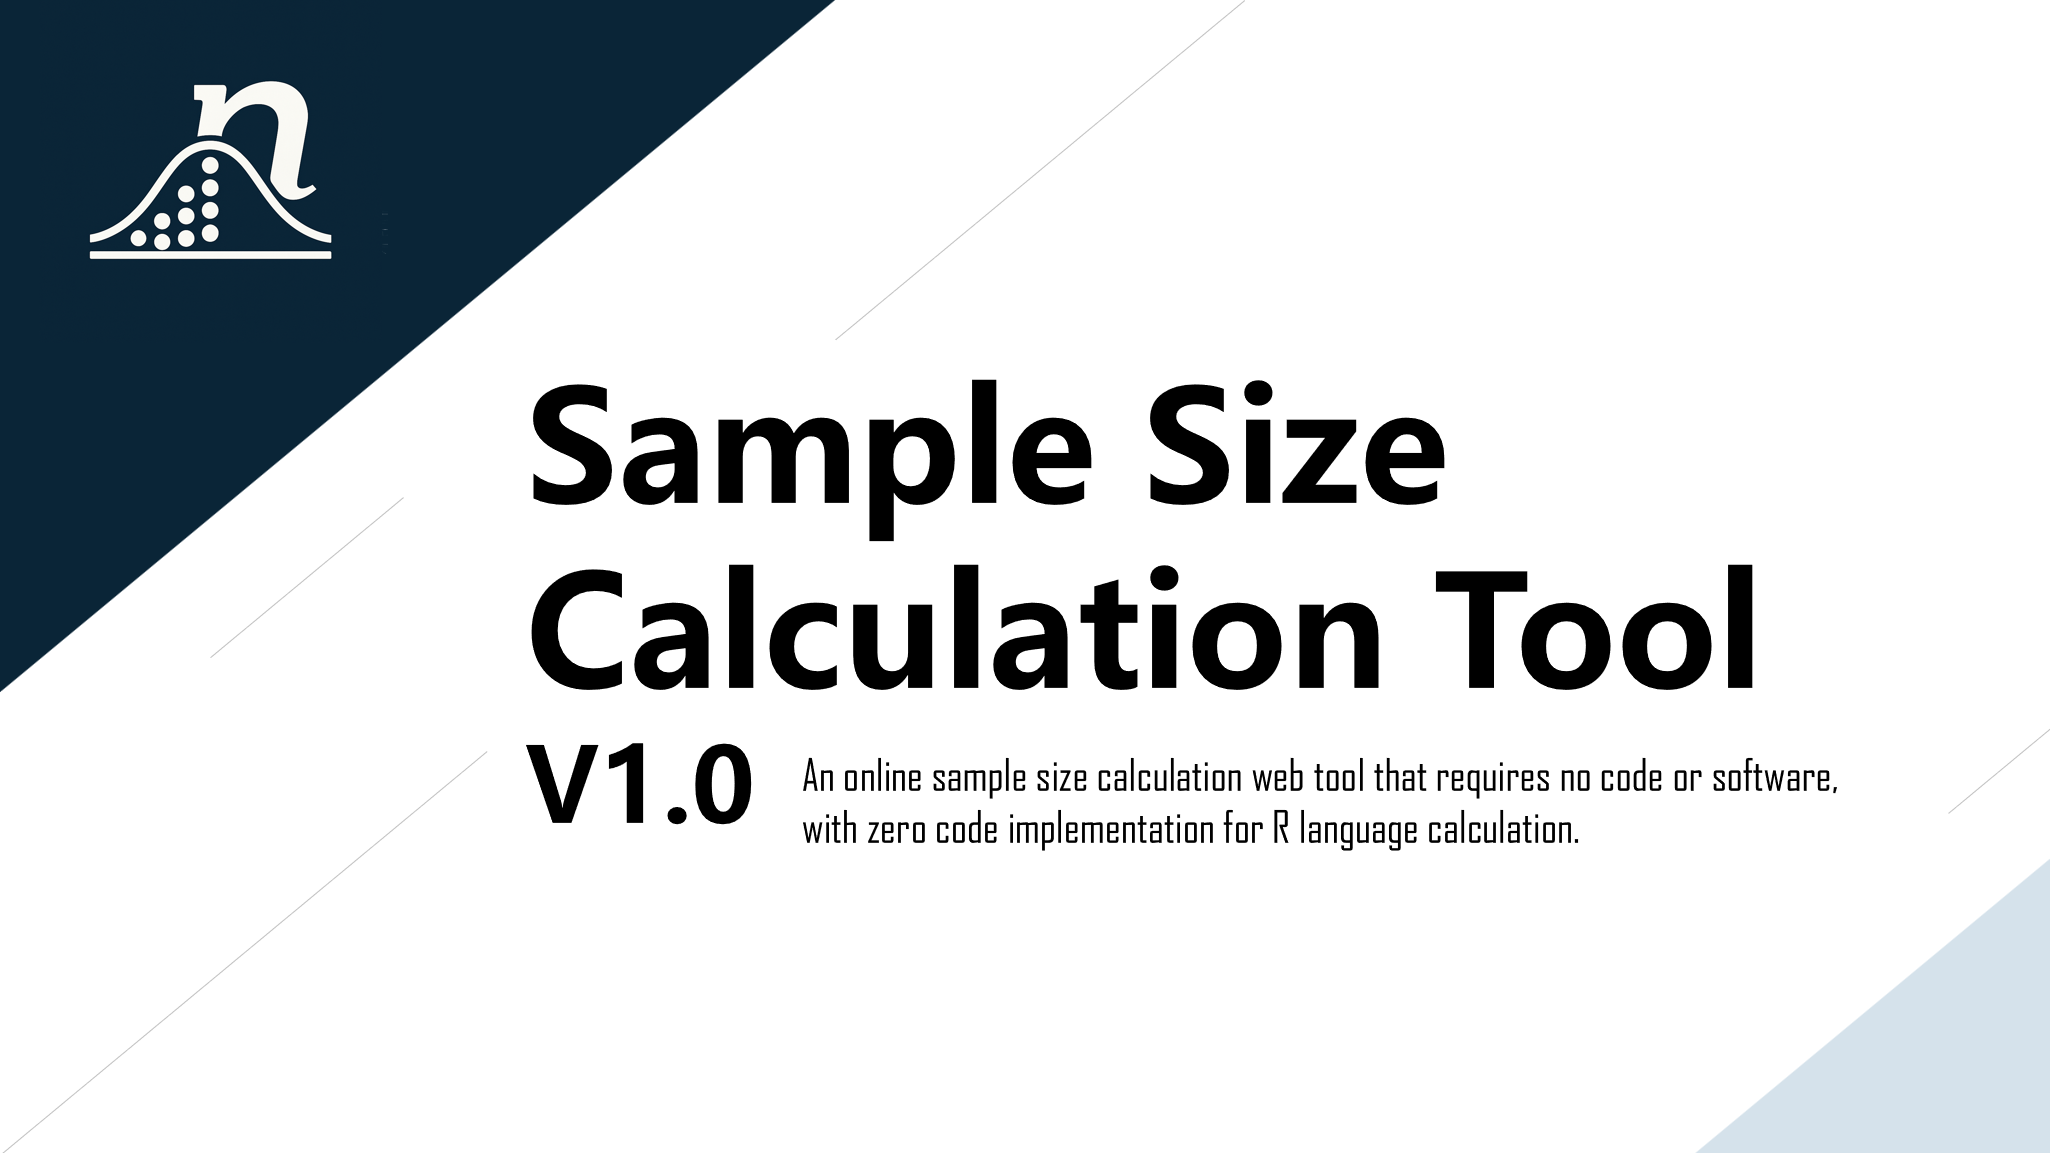 n
Sample Size
Calculation Tool
V1.0
An online sample size calculation web tool that requires no code or software,
with zero code implementation for R language calculation.